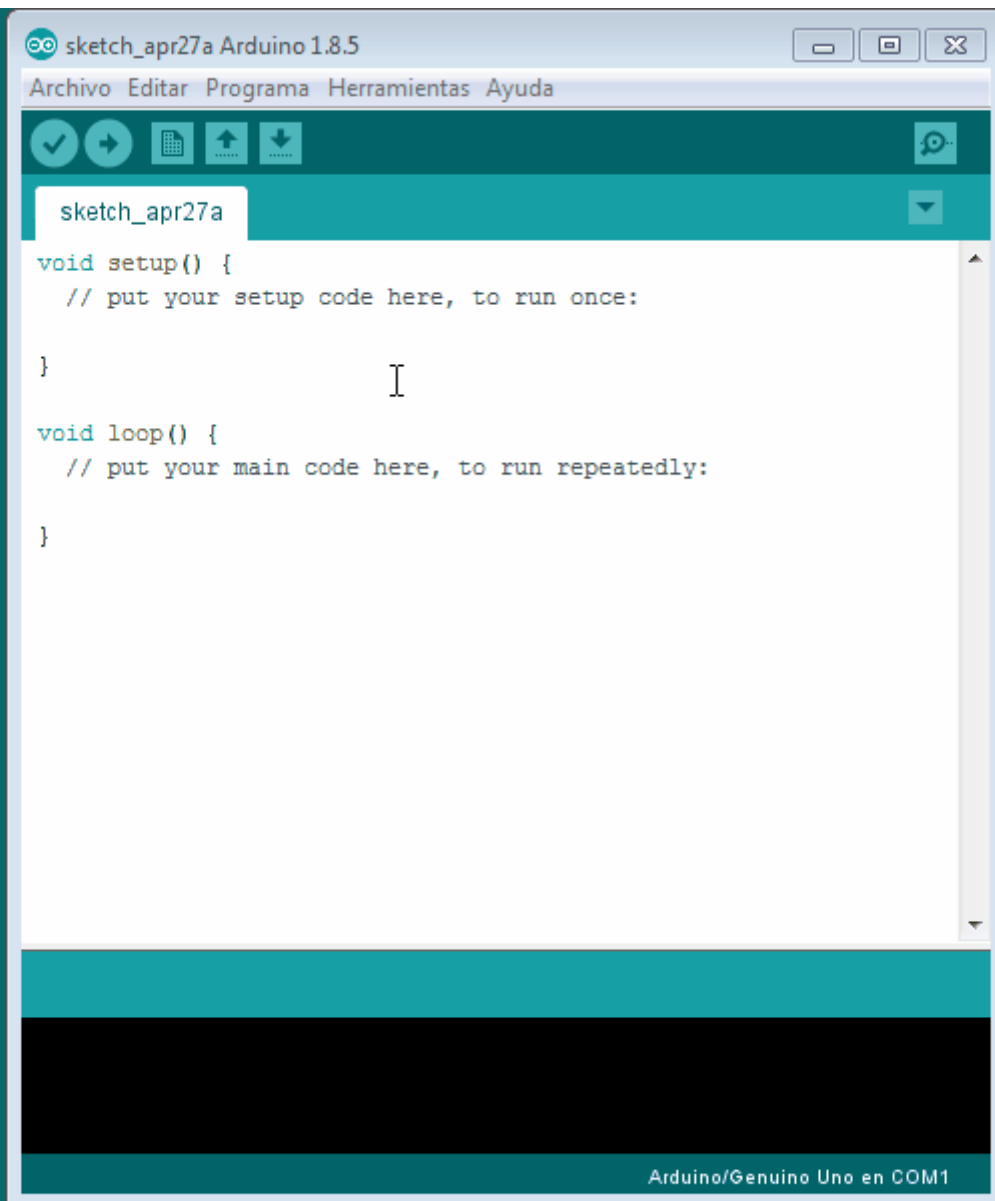 sketch_apr27a Arduino 1.8.5
Archivo Editar Programa Herramientas Ayuda
sketch_apr27a
void setup() {
  // put your setup code here, to run once:
}
void loop() {
  // put your main code here, to run repeatedly:
}
Arduino/Genuino Uno en COM1